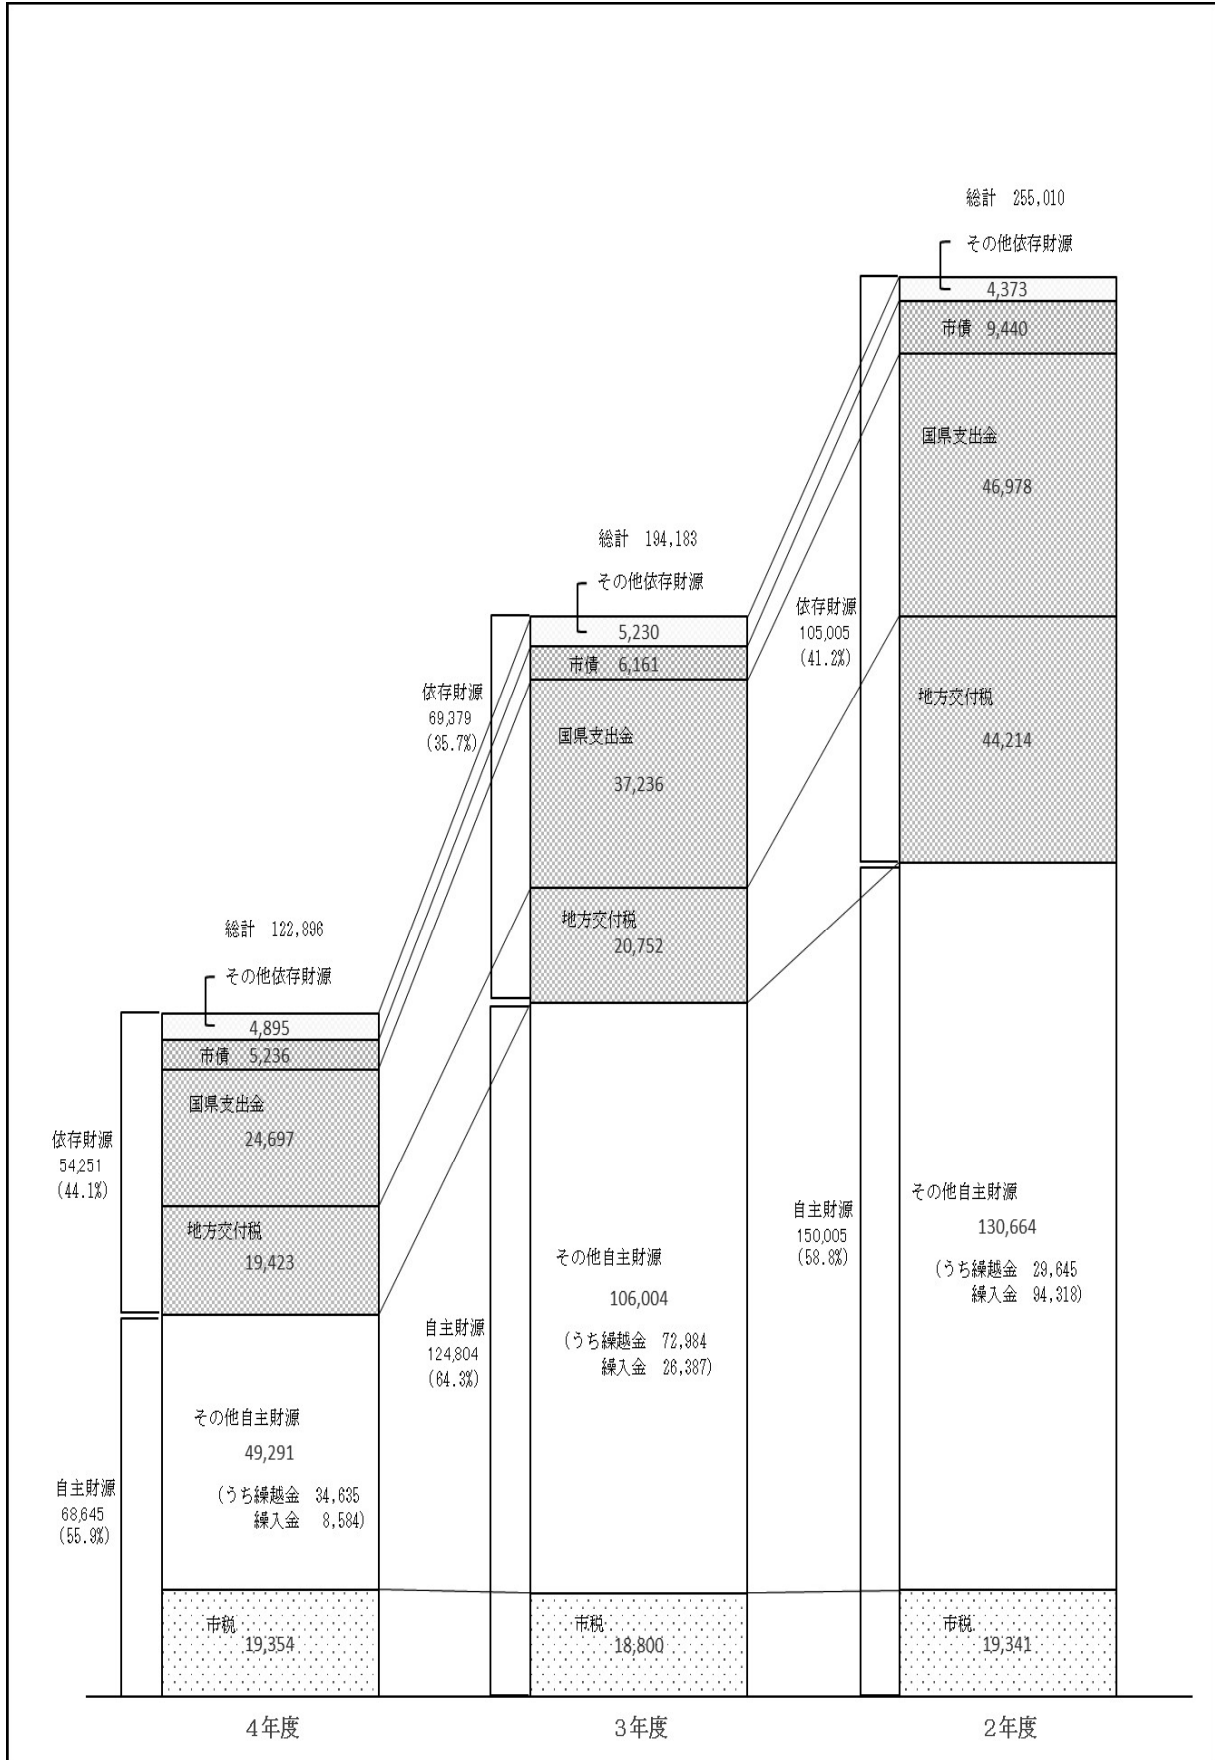 総計 255,010
その他依存財源
4,373
市債 9,440
国県支出金
46,978
依存財源
105,005
(41.2%)
地方交付税
44,214
その他自主財源
130,664
(うち繰越金 29,645
繰入金 94,318)
自主財源
150,005
(58.8%)
市税
19,341
2年度
総計 194,183
その他依存財源
5,230
市債 6,161
依存財源
69,379
(35.7%)
国県支出金
37,236
地方交付税
20,752
その他自主財源
106,004
(うち繰越金 72,984
繰入金 26,387)
自主財源
124,804
(64.3%)
市税
18,800
3年度
総計 122,896
その他依存財源
4,895
市債 5,236
国県支出金
24,697
依存財源
54,251
(44.1%)
地方交付税
19,423
その他自主財源
49,291
(うち繰越金 34,635
繰入金 8,584)
自主財源
68,645
(55.9%)
市税
19,354
4年度